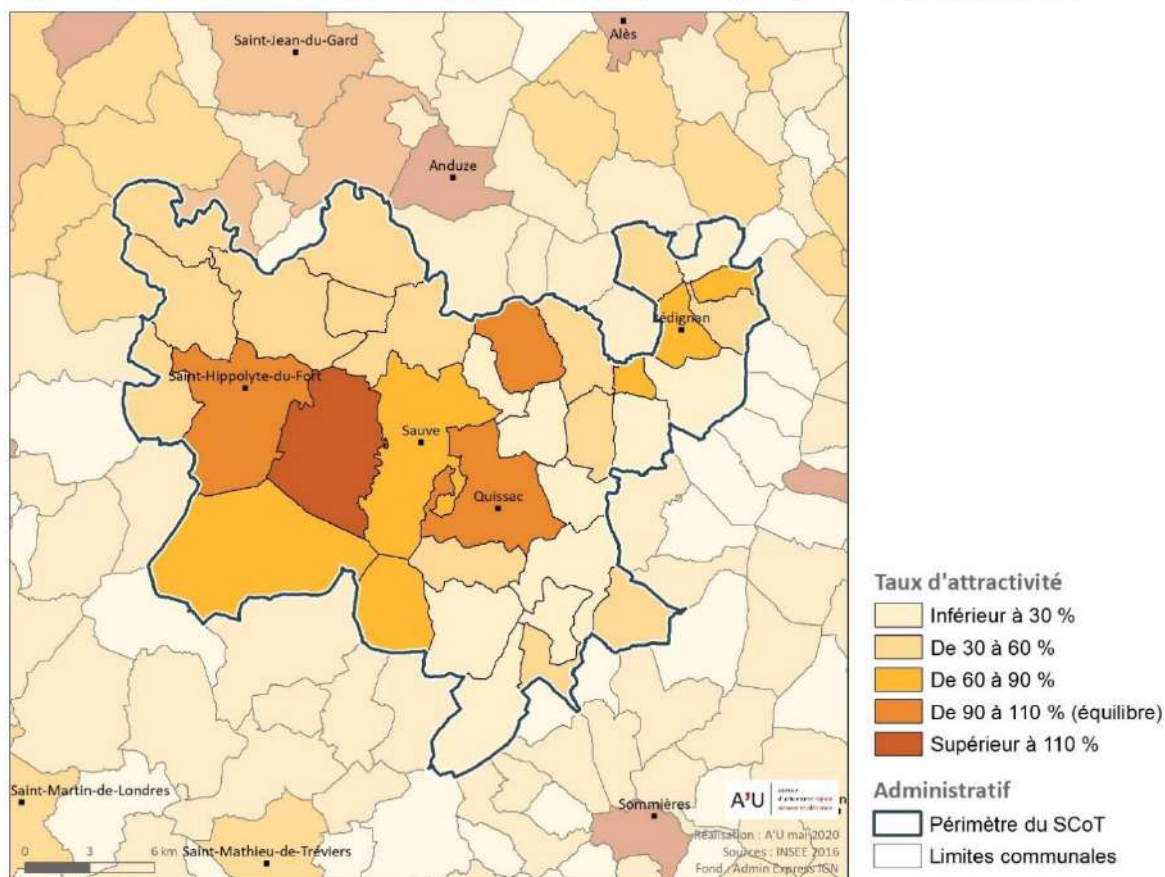 Saint-Jean-du-Gard
Alès
Anduze
Lédignan
Saint-Hippolyte-du-Fort
Sauve
Quissac
Saint-Martin-de-Londres
Saint-Mathieu-de-Tréviers
Sommières
0 3 6 km
A'U
Réalisation : A'U mai 2020
Sources : INSEE 2016
Fond : Admin Express IGN
Taux d'attractivité
Inférieur à 30 %
De 30 à 60 %
De 60 à 90 %
De 90 à 110 % (équilibre)
Supérieur à 110 %
Administratif
Périmètre du SCoT
Limites communales